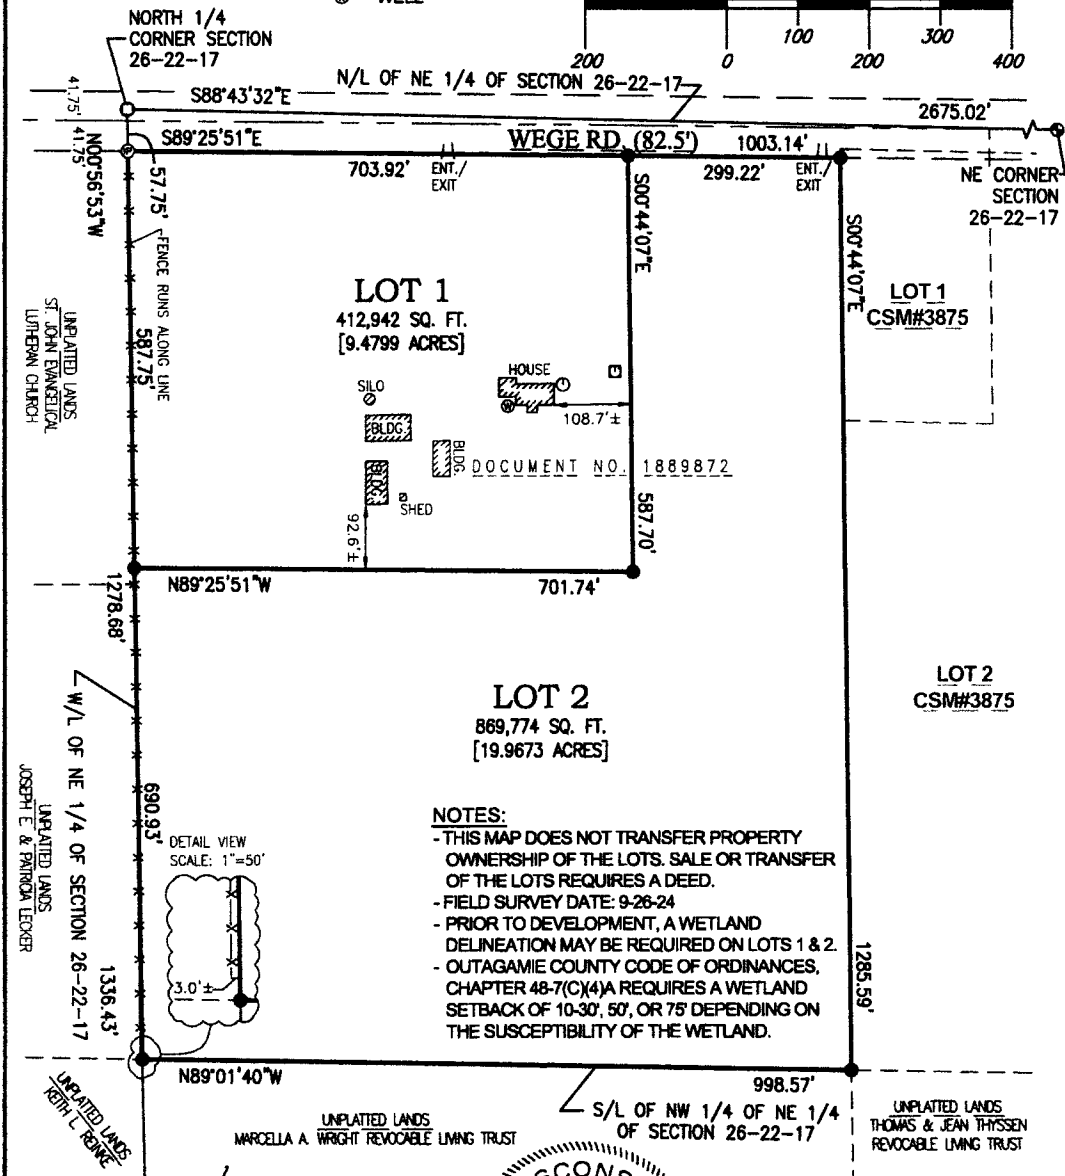 WELL
NORTH 1/4
CORNER SECTION
26-22-17
200 0 100 200 300 400
N/L OF NE 1/4 OF SECTION 26-22-17
41.75'
S88°43'32"E
2675.02'
41.75'
S89°25'51"E
WEGE RD. (82.5')
1003.14'
703.92'
ENT./
EXIT
299.22'
ENT./
EXIT
NE CORNER
SECTION
26-22-17
N00°56'53"W
57.75'
S00°44'07"E
S00°44'07"E
FENCE RUNS ALONG LINE
587.75'
UNPLATTED LANDS
ST. JOHN EVANGELICAL
LUTHERAN CHURCH
LOT 1
412,942 SQ. FT.
[9.4799 ACRES]
LOT 1
CSM#3875
HOUSE
SILO
W
108.7'±
BLDG.
BLDG.
BLDG.
DOCUMENT NO. 1889872
SHED
92.6'±
587.70'
N89°25'51"W
701.74'
1278.68'
W/L OF NE 1/4 OF SECTION 26-22-17
LOT 2
869,774 SQ. FT.
[19.9673 ACRES]
LOT 2
CSM#3875
690.93'
UNPLATTED LANDS
JOSEPH E. & PATRICIA LECKER
DETAIL VIEW
SCALE: 1"=50'
3.0'±
NOTES:
- THIS MAP DOES NOT TRANSFER PROPERTY
OWNERSHIP OF THE LOTS. SALE OR TRANSFER
OF THE LOTS REQUIRES A DEED.
- FIELD SURVEY DATE: 9-26-24
- PRIOR TO DEVELOPMENT, A WETLAND
DELINEATION MAY BE REQUIRED ON LOTS 1 & 2.
- OUTAGAMIE COUNTY CODE OF ORDINANCES,
CHAPTER 48-7(C)(4)A REQUIRES A WETLAND
SETBACK OF 10-30', 50', OR 75' DEPENDING ON
THE SUSCEPTIBILITY OF THE WETLAND.
1285.59'
1336.43'
N89°01'40"W
998.57'
UNPLATTED LANDS
KEITH L. REINKE
UNPLATTED LANDS
MARCELLA A. WRIGHT REVOCABLE LIVING TRUST
S/L OF NW 1/4 OF NE 1/4
OF SECTION 26-22-17
UNPLATTED LANDS
THOMAS & JEAN THYSSEN
REVOCABLE LIVING TRUST